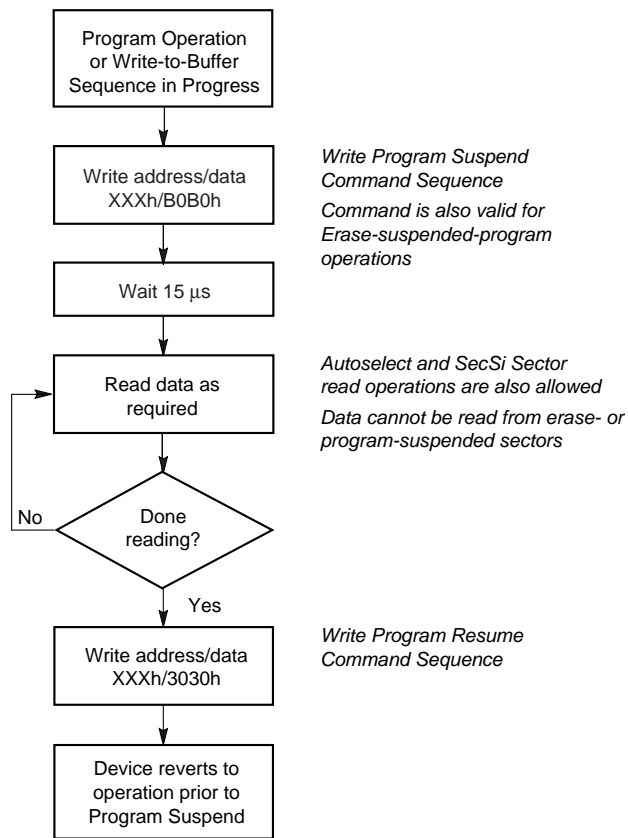 Program Operation
or Write-to-Buffer
Sequence in Progress
Write address/data
XXXh/B0B0h
Write Program Suspend
Command Sequence
Command is also valid for
Erase-suspended-program
operations
Wait 15 μs
Read data as
required
Autoselect and SecSi Sector
read operations are also allowed
Data cannot be read from erase- or
program-suspended sectors
No
Done
reading?
Yes
Write address/data
XXXh/3030h
Write Program Resume
Command Sequence
Device reverts to
operation prior to
Program Suspend